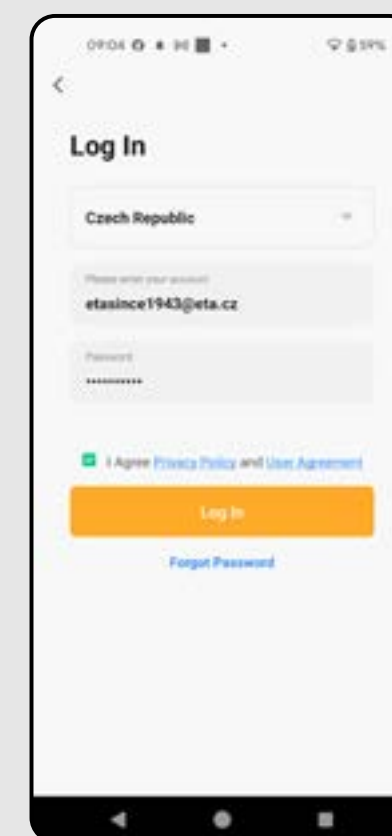 09:04 59%
Log In
Czech Republic
Please enter your account
etasince1943@eta.cz
Password
••••••••••
I Agree Privacy Policy and User Agreement
Log In
Forgot Password